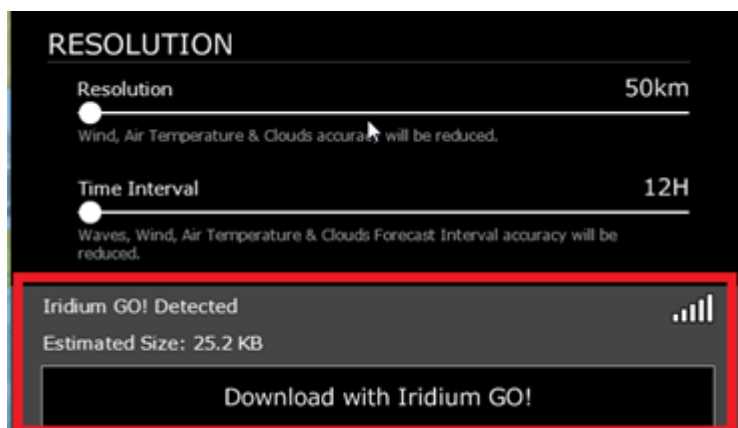 RESOLUTION
Resolution 50km
Wind, Air Temperature & Clouds accuracy will be reduced.
Time Interval 12H
Waves, Wind, Air Temperature & Clouds Forecast Interval accuracy will be
reduced.
Iridium GO! Detected
Estimated Size: 25.2 KB
Download with Iridium GO!